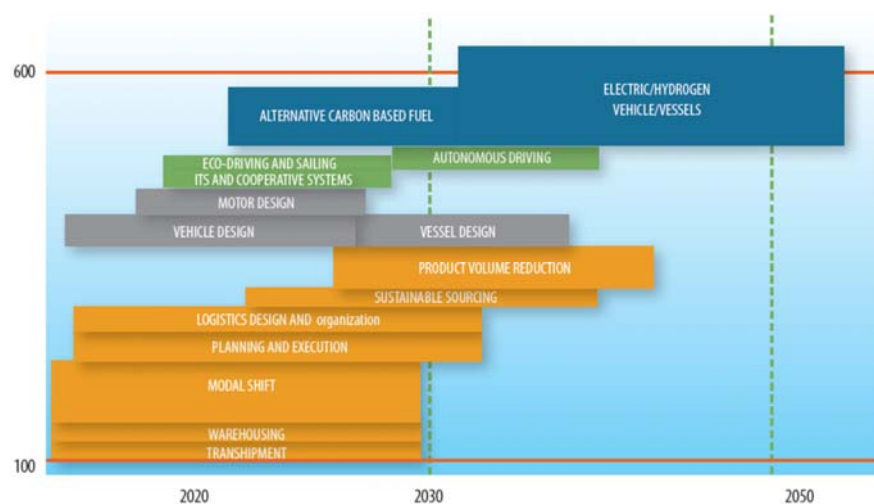 600
ELECTRIC/HYDROGEN
VEHICLE/VESSELS
ALTERNATIVE CARBON BASED FUEL
AUTONOMOUS DRIVING
ECO-DRIVING AND SAILING
ITS AND COOPERATIVE SYSTEMS
MOTOR DESIGN
VEHICLE DESIGN
VESSEL DESIGN
PRODUCT VOLUME REDUCTION
SUSTAINABLE SOURCING
LOGISTICS DESIGN AND organization
PLANNING AND EXECUTION
MODAL SHIFT
WAREHOUSING
TRANSHIPMENT
100
2020
2030
2050